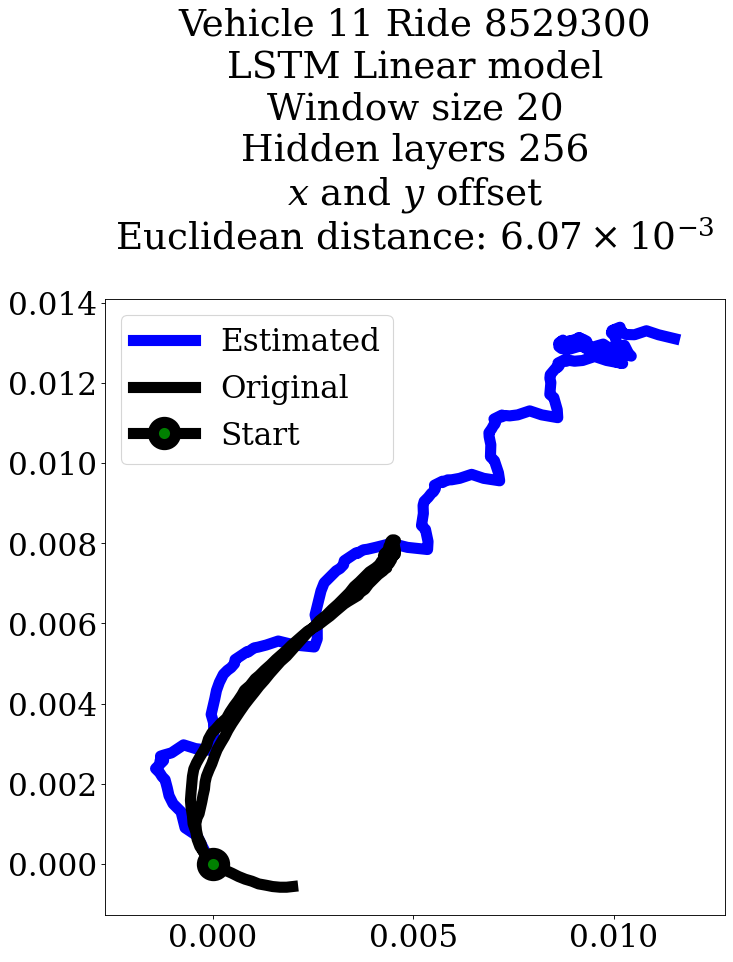 Vehicle 11 Ride 8529300
LSTM Linear model
Window size 20
Hidden layers 256
x and y offset
Euclidean distance: 6.07 × 10⁻³
0.014
0.012
0.010
0.008
0.006
0.004
0.002
0.000
Estimated
Original
Start
0.000 0.005 0.010